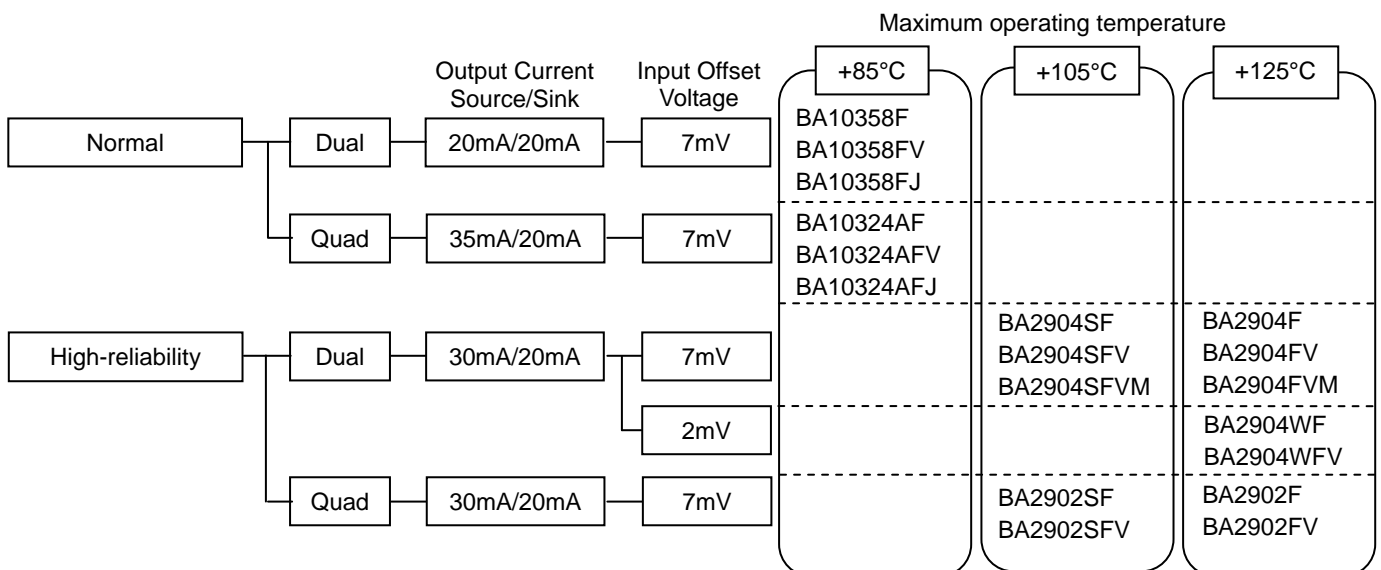 Maximum operating temperature
Output Current
Source/Sink
Input Offset
Voltage
+85°C
+105°C
+125°C
Normal
Dual
20mA/20mA
7mV
BA10358F
BA10358FV
BA10358FJ
Quad
35mA/20mA
7mV
BA10324AF
BA10324AFV
BA10324AFJ
High-reliability
Dual
30mA/20mA
7mV
BA2904SF
BA2904SFV
BA2904SFVM
BA2904F
BA2904FV
BA2904FVM
2mV
BA2904WF
BA2904WFV
Quad
30mA/20mA
7mV
BA2902SF
BA2902SFV
BA2902F
BA2902FV